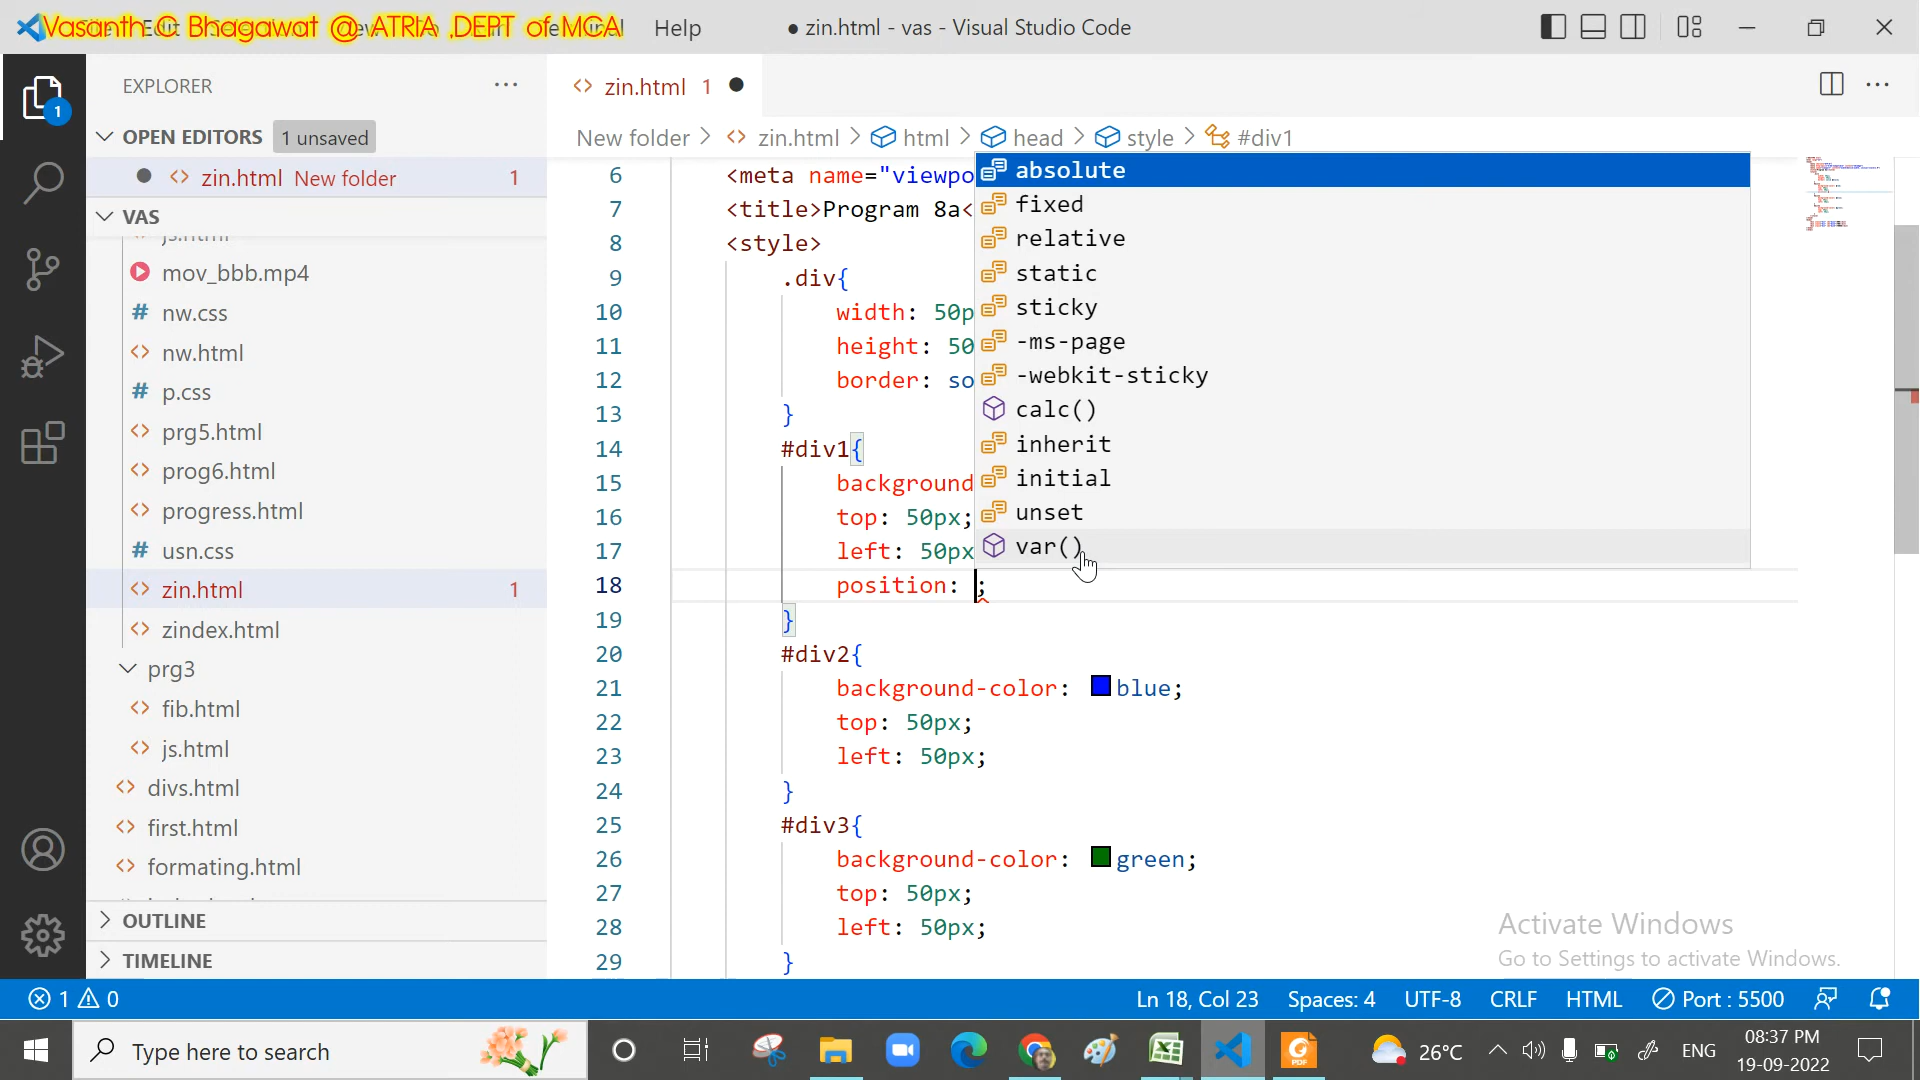 Vasanth C Bhagawat @ ATRIA ,DEPT of MCA
Help
● zin.html - vas - Visual Studio Code
EXPLORER
OPEN EDITORS 1 unsaved
zin.html New folder 1
VAS
js.html
mov_bbb.mp4
nw.css
nw.html
p.css
prg5.html
prog6.html
progress.html
usn.css
zin.html 1
zindex.html
prg3
fib.html
js.html
divs.html
first.html
formating.html
OUTLINE
TIMELINE
zin.html 1
New folder > zin.html > html > head > style > #div1
6 <meta name="viewpo
7 <title>Program 8a<
8 <style>
9 .div{
10 width: 50p
11 height: 50
12 border: so
13 }
14 #div1{
15 background
16 top: 50px;
17 left: 50px
18 position: ;
19 }
20 #div2{
21 background-color: blue;
22 top: 50px;
23 left: 50px;
24 }
25 #div3{
26 background-color: green;
27 top: 50px;
28 left: 50px;
29 }
absolute
fixed
relative
static
sticky
-ms-page
-webkit-sticky
calc()
inherit
initial
unset
var()
Activate Windows
Go to Settings to activate Windows.
1 0
Ln 18, Col 23 Spaces: 4 UTF-8 CRLF HTML Port : 5500
Type here to search
26°C ENG
08:37 PM
19-09-2022